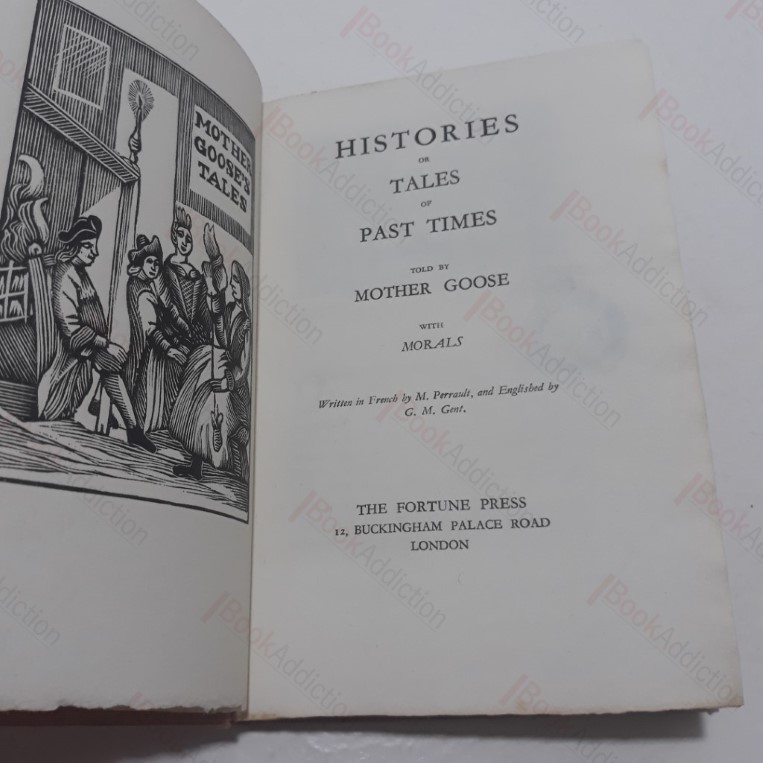 MOTHER
GOOSE'S
TALES
HISTORIES
OR
TALES
OF
PAST TIMES
TOLD BY
MOTHER GOOSE
WITH
MORALS
Written in French by M. Perrault, and Englished by
G. M. Gent.
THE FORTUNE PRESS
12, BUCKINGHAM PALACE ROAD
LONDON
BookAddiction